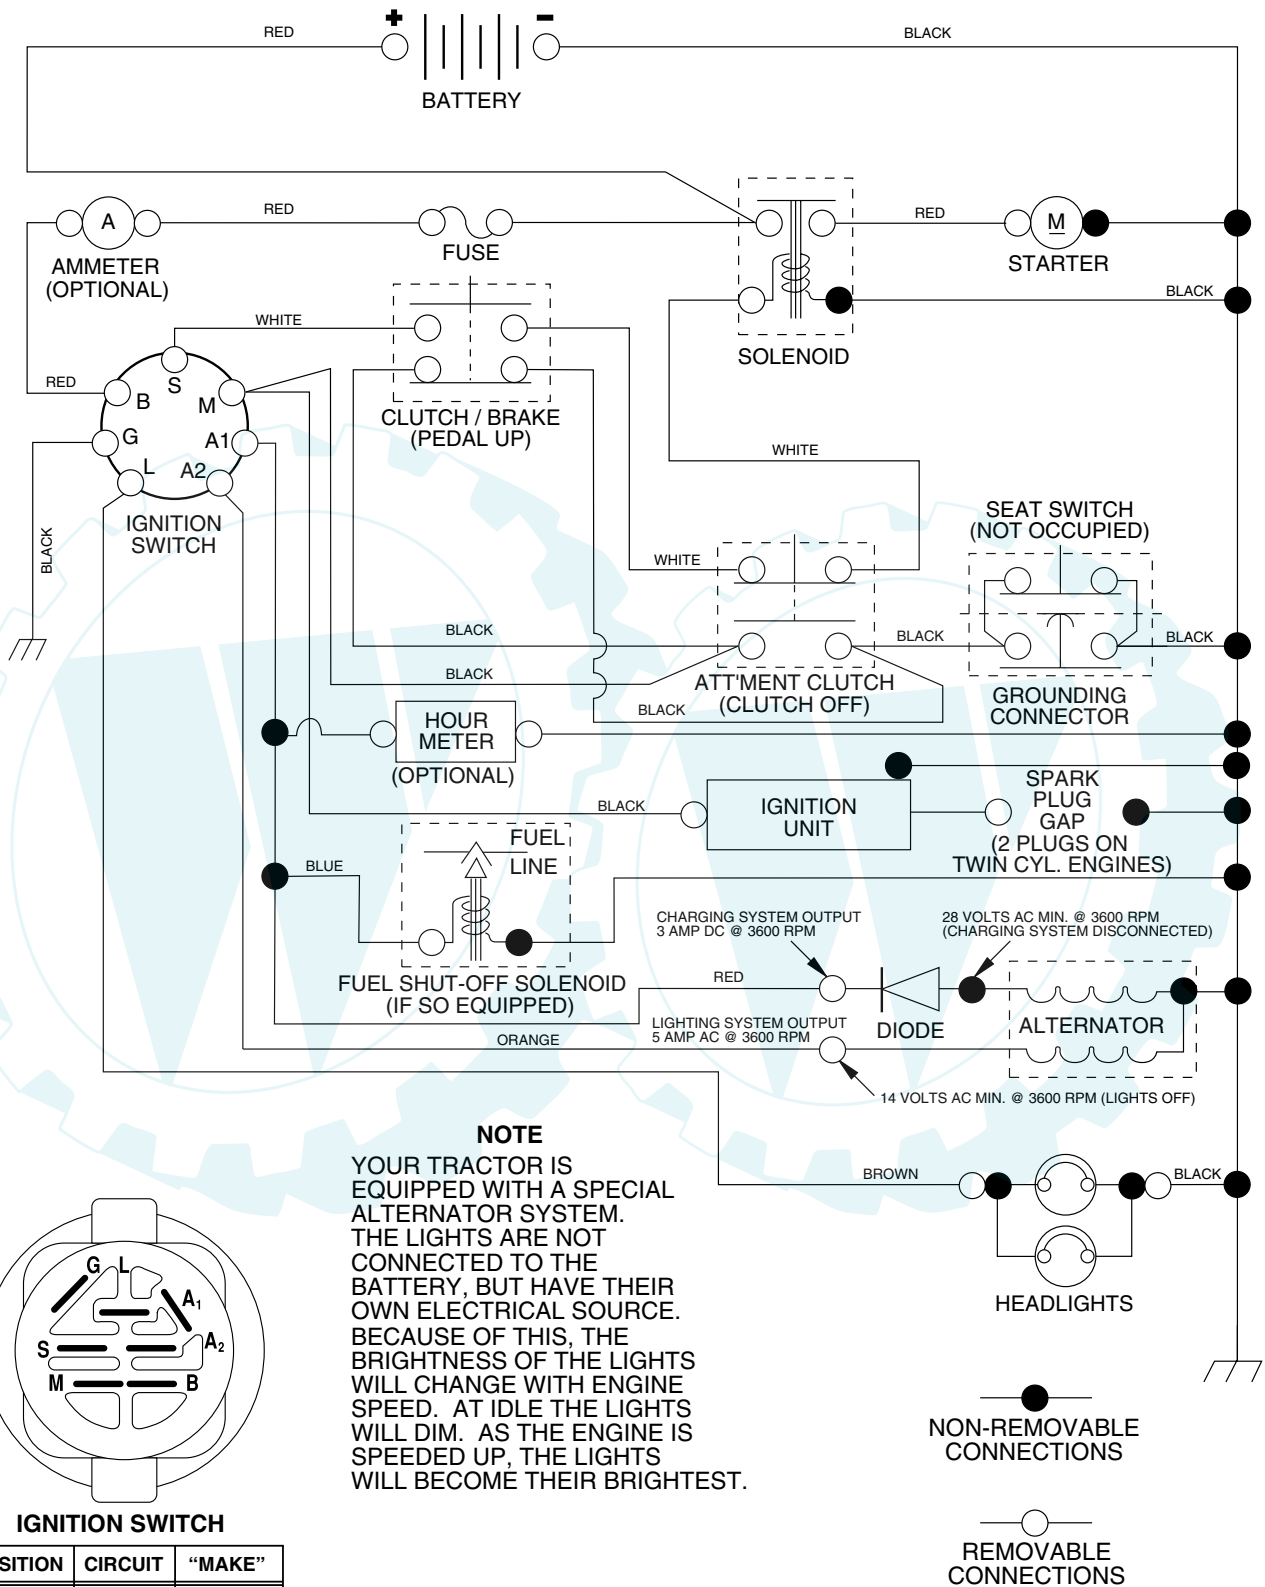 + -
RED
BLACK
BATTERY
RED
RED
A
FUSE
M
STARTER
AMMETER
(OPTIONAL)
WHITE
BLACK
SOLENOID
RED
S
B
M
G
A1
L
A2
CLUTCH / BRAKE
(PEDAL UP)
WHITE
IGNITION
SWITCH
BLACK
SEAT SWITCH
(NOT OCCUPIED)
WHITE
BLACK
BLACK
BLACK
BLACK
ATT'MENT CLUTCH
(CLUTCH OFF)
BLACK
GROUNDING
CONNECTOR
HOUR
METER
(OPTIONAL)
BLACK
IGNITION
UNIT
SPARK
PLUG
GAP
(2 PLUGS ON
TWIN CYL. ENGINES)
FUEL
LINE
BLUE
FUEL SHUT-OFF SOLENOID
(IF SO EQUIPPED)
CHARGING SYSTEM OUTPUT
3 AMP DC @ 3600 RPM
28 VOLTS AC MIN. @ 3600 RPM
(CHARGING SYSTEM DISCONNECTED)
RED
DIODE
ALTERNATOR
LIGHTING SYSTEM OUTPUT
5 AMP AC @ 3600 RPM
ORANGE
14 VOLTS AC MIN. @ 3600 RPM (LIGHTS OFF)
NOTE
YOUR TRACTOR IS
EQUIPPED WITH A SPECIAL
ALTERNATOR SYSTEM.
THE LIGHTS ARE NOT
CONNECTED TO THE
BATTERY, BUT HAVE THEIR
OWN ELECTRICAL SOURCE.
BECAUSE OF THIS, THE
BRIGHTNESS OF THE LIGHTS
WILL CHANGE WITH ENGINE
SPEED. AT IDLE THE LIGHTS
WILL DIM. AS THE ENGINE IS
SPEEDED UP, THE LIGHTS
WILL BECOME THEIR BRIGHTEST.
BROWN
BLACK
HEADLIGHTS
G L
A1
A2
S
M B
IGNITION SWITCH
SITION CIRCUIT “MAKE”
NON-REMOVABLE
CONNECTIONS
REMOVABLE
CONNECTIONS